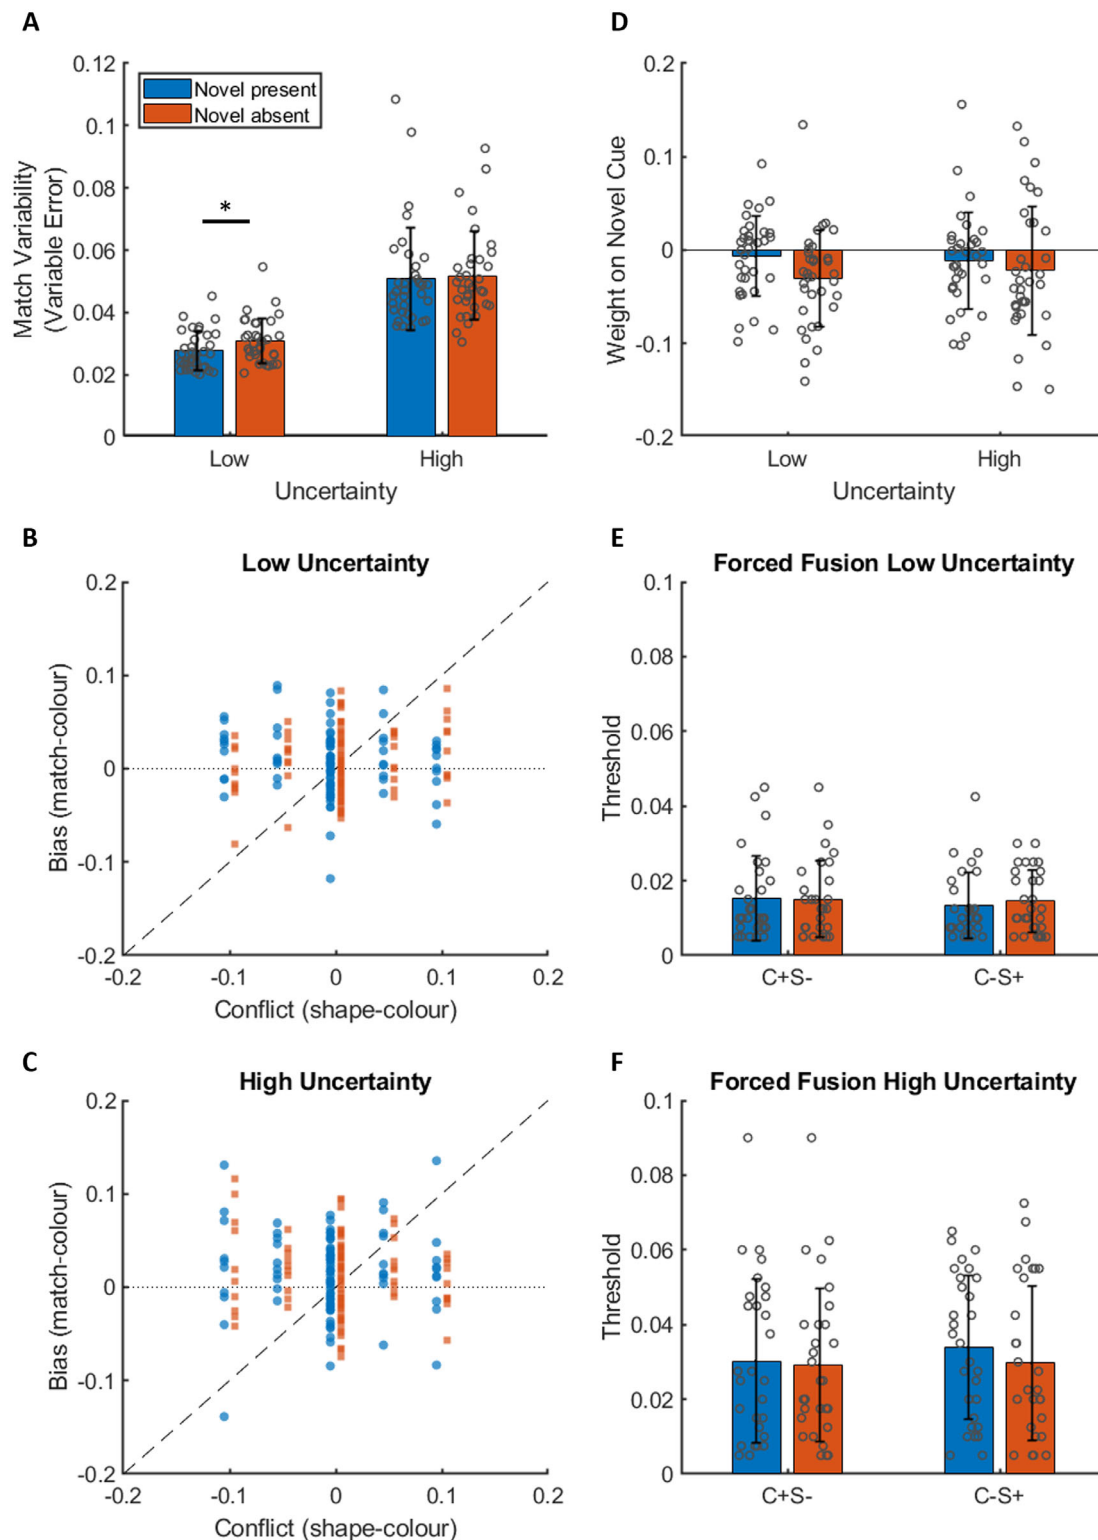 A
0.12
0.1
0.08
0.06
0.04
0.02
0
Match Variability
(Variable Error)
Novel present
Novel absent
*
Low
High
Uncertainty
D
0.2
0.1
0
-0.1
-0.2
Weight on Novel Cue
Low
High
Uncertainty
B
Low Uncertainty
0.2
0.1
0
-0.1
-0.2
Bias (match-colour)
-0.2
-0.1
0
0.1
0.2
Conflict (shape-colour)
E
Forced Fusion Low Uncertainty
0.1
0.08
0.06
0.04
0.02
0
Threshold
C+S-
C-S+
C
High Uncertainty
0.2
0.1
0
-0.1
-0.2
Bias (match-colour)
-0.2
-0.1
0
0.1
0.2
Conflict (shape-colour)
F
Forced Fusion High Uncertainty
0.1
0.08
0.06
0.04
0.02
0
Threshold
C+S-
C-S+